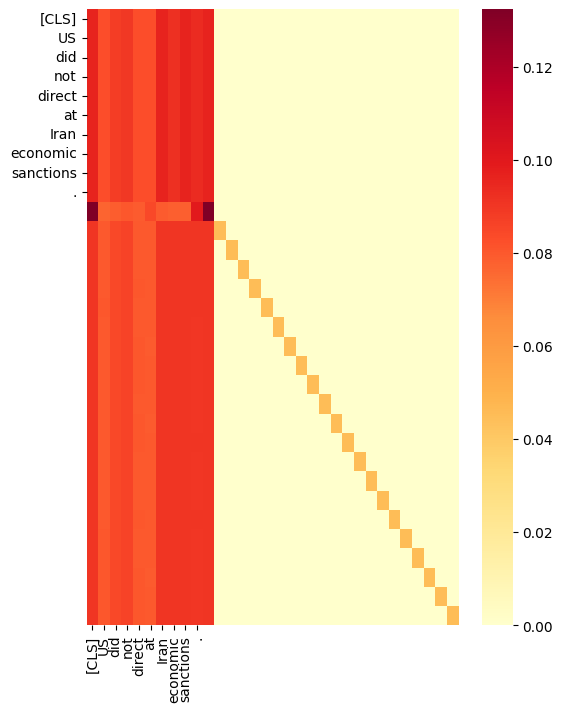 [CLS]
US
did
not
direct
at
Iran
economic
sanctions
.
[CLS]
US
did
not
direct
at
Iran
economic
sanctions
.
0.12
0.10
0.08
0.06
0.04
0.02
0.00